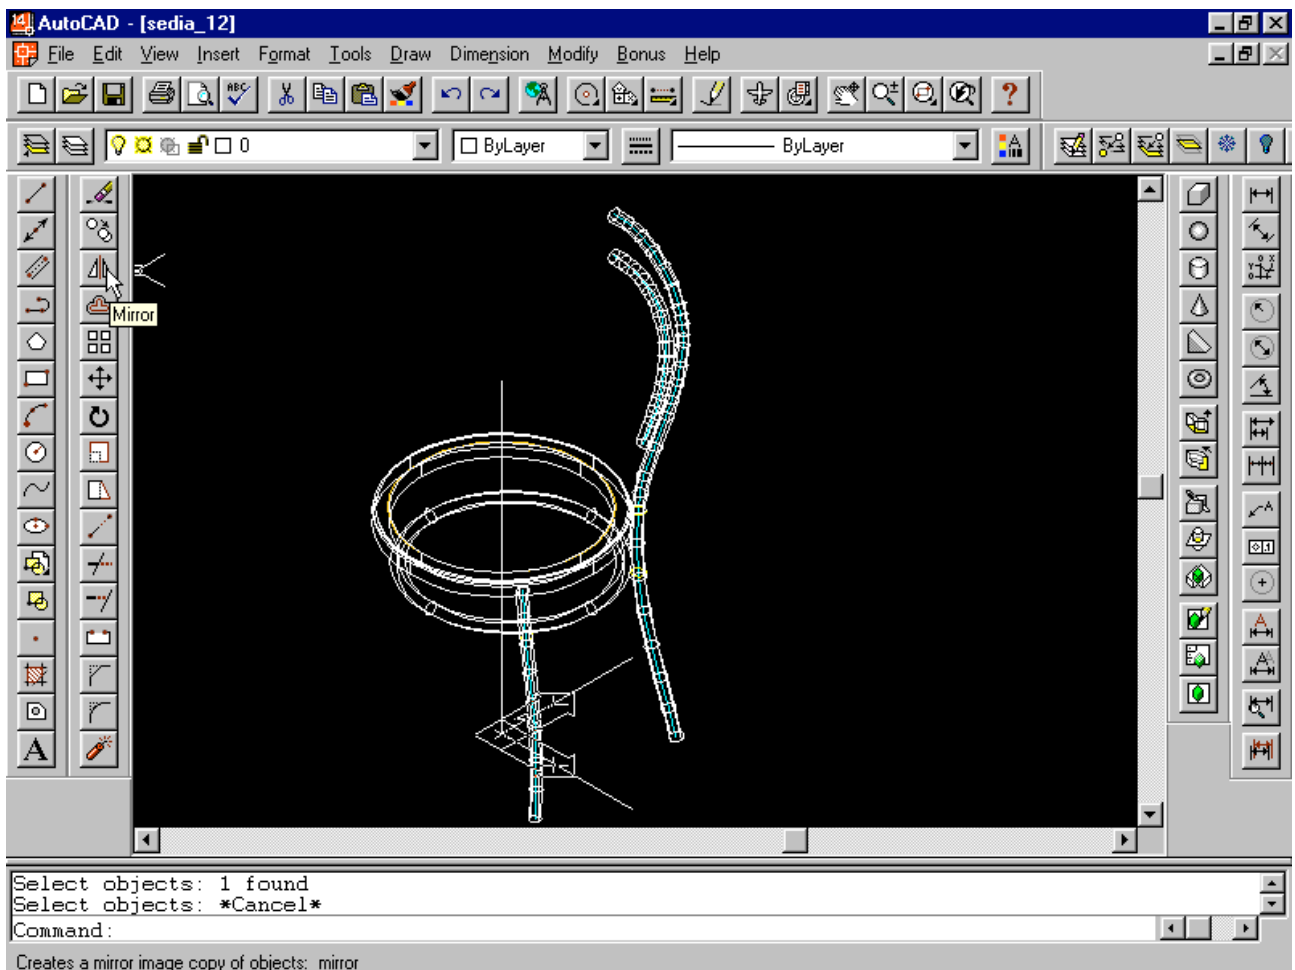 AutoCAD - [sedia_12]
File Edit View Insert Format Tools Draw Dimension Modify Bonus Help
ABC
?
0 ByLayer ByLayer
Mirror
A
Select objects: 1 found
Select objects: *Cancel*
Command:
Creates a mirror image copy of objects: mirror